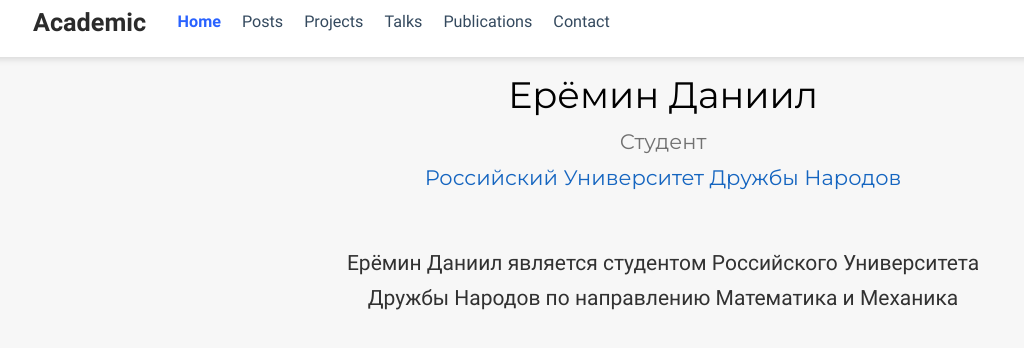 Academic Home Posts Projects Talks Publications Contact
Ерёмин Даниил
Студент
Российский Университет Дружбы Народов
Ерёмин Даниил является студентом Российского Университета
Дружбы Народов по направлению Математика и Механика